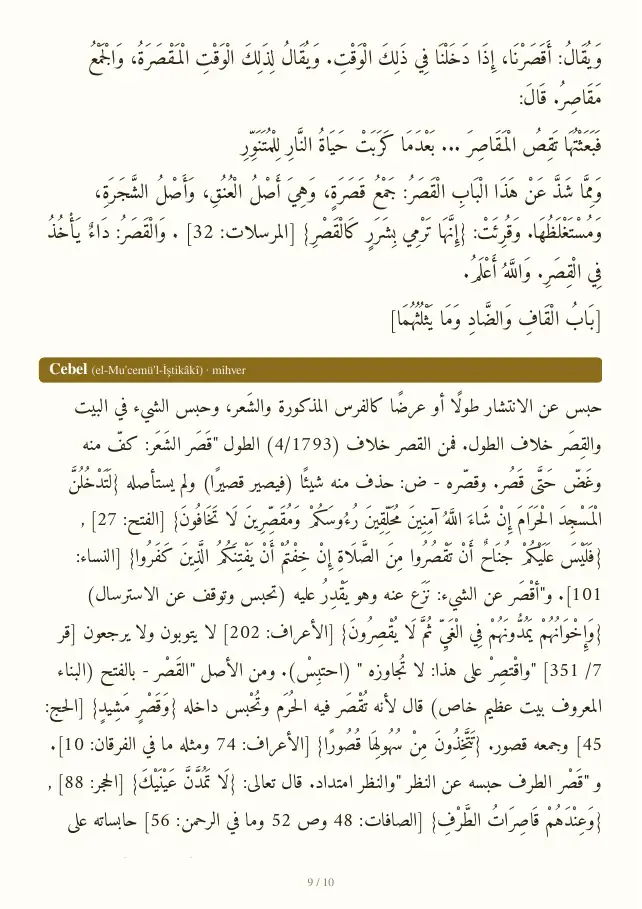 وَيُقَالُ: أَقْصَرْنَا، إِذَا دَخَلْنَا فِي ذَلِكَ الْوَقْتِ. وَيُقَالُ لِذَلِكَ الْوَقْتِ الْمَقْصَرَةُ، وَالْجَمْعُ
مَقَاصِرُ. قَالَ:
فَبَعَثْتُهَا تَقِصُ الْمَقَاصِرَ ... بَعْدَمَا كَرَبَتْ حَيَاةُ النَّارِ لِلْمُتَنَوِّرِ
وَمِمَّا شَذَّ عَنْ هَذَا الْبَابِ الْقَصَرُ: جَمْعُ قَصَرَةٍ، وَهِيَ أَصْلُ الْعُنُقِ، وَأَصْلُ الشَّجَرَةِ،
وَمُسْتَغْلَظُهَا. وَقُرِئَتْ: {إِنَّهَا تَرْمِي بِشَرَرٍ كَالْقَصْرِ} [المرسلات: 32] . وَالْقَصَرُ: دَاءٌ يَأْخُذُ
فِي الْقِصَرِ. وَاللَّهُ أَعْلَمُ.
[بَابُ الْقَافِ وَالضَّادِ وَمَا يَثْلُثُهُمَا]
Cebel (el-Mu'cemü'l-İştikâkî) · mihver
حبس عن الانتشار طولًا أو عرضًا كالفرس المذكورة والشَعر، وحبس الشيء في البيت
والقِصَر خلاف الطول. فمن القصر خلاف (4/1793) الطول "قَصَر الشَعَر: كفّ منه
وغَضّ حَتَّى قَصُر. وقصّره - ض: حذف منه شيئًا (فيصير قصيرًا) ولم يستأصله {لَتَدْخُلُنَّ
الْمَسْجِدَ الْحَرَامَ إِنْ شَاءَ اللَّهُ آمِنِينَ مُحَلِّقِينَ رُءُوسَكُمْ وَمُقَصِّرِينَ لَا تَخَافُونَ} [الفتح: 27] ,
{فَلَيْسَ عَلَيْكُمْ جُنَاحٌ أَنْ تَقْصُرُوا مِنَ الصَّلَاةِ إِنْ خِفْتُمْ أَنْ يَفْتِنَكُمُ الَّذِينَ كَفَرُوا} [النساء:
101]. و"أقْصَر عن الشيء: نَزَع عنه وهو يَقْدِرُ عليه (تحبس وتوقف عن الاسترسال)
{وَإِخْوَانُهُمْ يَمُدُّونَهُمْ فِي الْغَيِّ ثُمَّ لَا يُقْصِرُونَ} [الأعراف: 202] لا يتوبون ولا يرجعون [قر
7/ 351] "واقْتصِرْ على هذا: لا تُجاوزه " (احتبِسْ). ومن الأصل "القَصْر - بالفتح (البناء
المعروف بيت عظيم خاص) قال لأنه تُقْصَر فيه الحُرَم وتُحْبس داخله {وَقَصْرٍ مَشِيدٍ} [الحج:
45] وجمعه قصور. {تَتَّخِذُونَ مِنْ سُهُولِهَا قُصُورًا} [الأعراف: 74 ومثله ما في الفرقان: 10].
و "قَصْر الطرف حبسه عن النظر "والنظر امتداد. قال تعالى: {لَا تَمُدَّنَّ عَيْنَيْكَ} [الحجر: 88] ,
{وَعِنْدَهُمْ قَاصِرَاتُ الطَّرْفِ} [الصافات: 48 وص 52 وما في الرحمن: 56] حابساته على
9 / 10